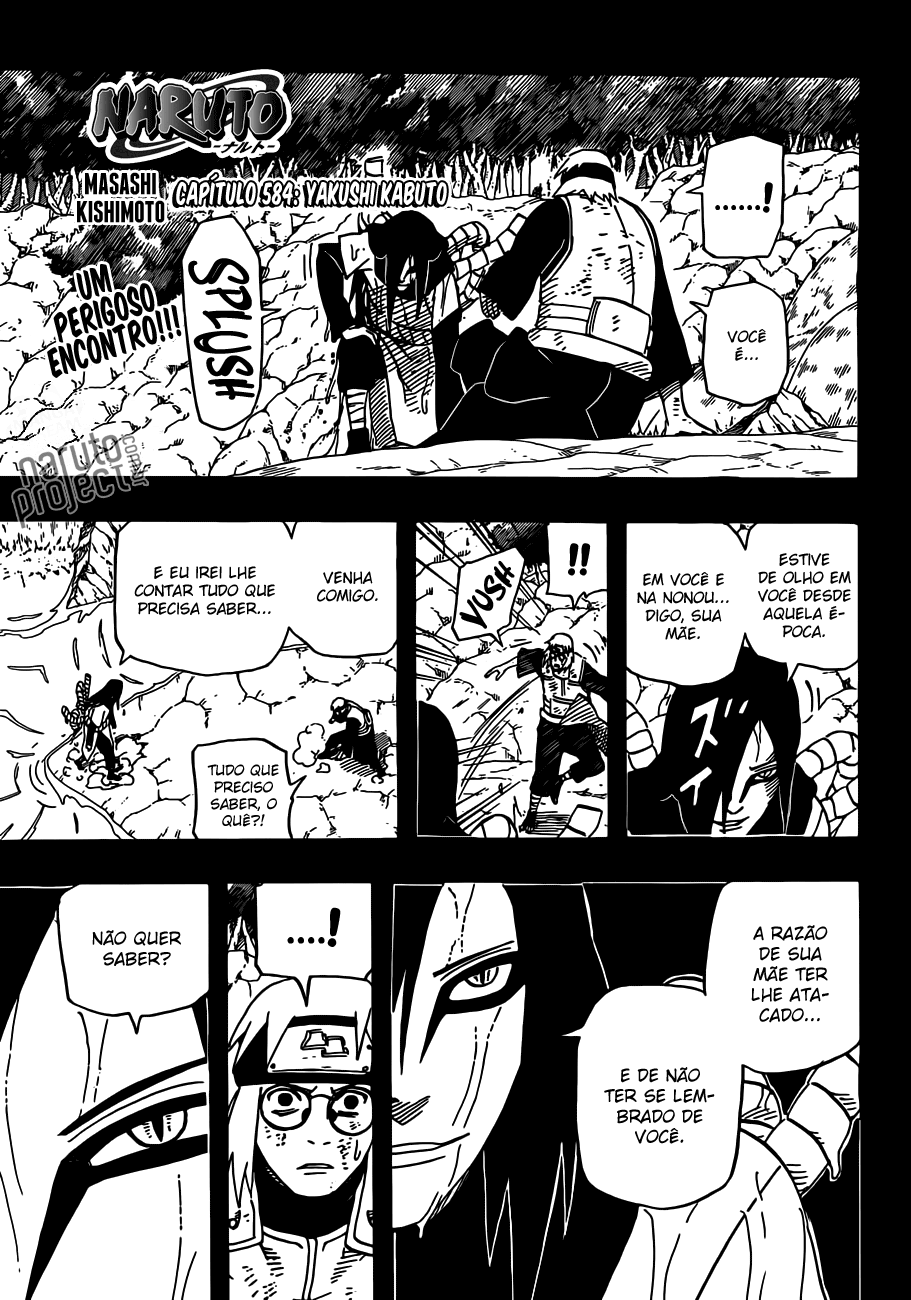 NARUTO
-ナルト-
MASASHI
KISHIMOTO
CAPÍTULO 584: YAKUSHI KABUTO
UM
PERIGOSO
ENCONTRO!!!
......!
VOCÊ
É...
SPLUSH
naruto
project
.com.br
ESTIVE
DE OLHO EM
VOCÊ DESDE
AQUELA É-
POCA.
EM VOCÊ E
NA NONOU...
DIGO, SUA
MÃE.
ズズイ
!!
VUSH
VENHA
COMIGO.
E EU IREI LHE
CONTAR TUDO QUE
PRECISA SABER...
TUDO QUE
PRECISO
SABER, O
QUÊ?!
A RAZÃO
DE SUA
MÃE TER
LHE ATA-
CADO...
E DE NÃO
TER SE LEM-
BRADO DE
VOCÊ.
.....!
NÃO QUER
SABER?